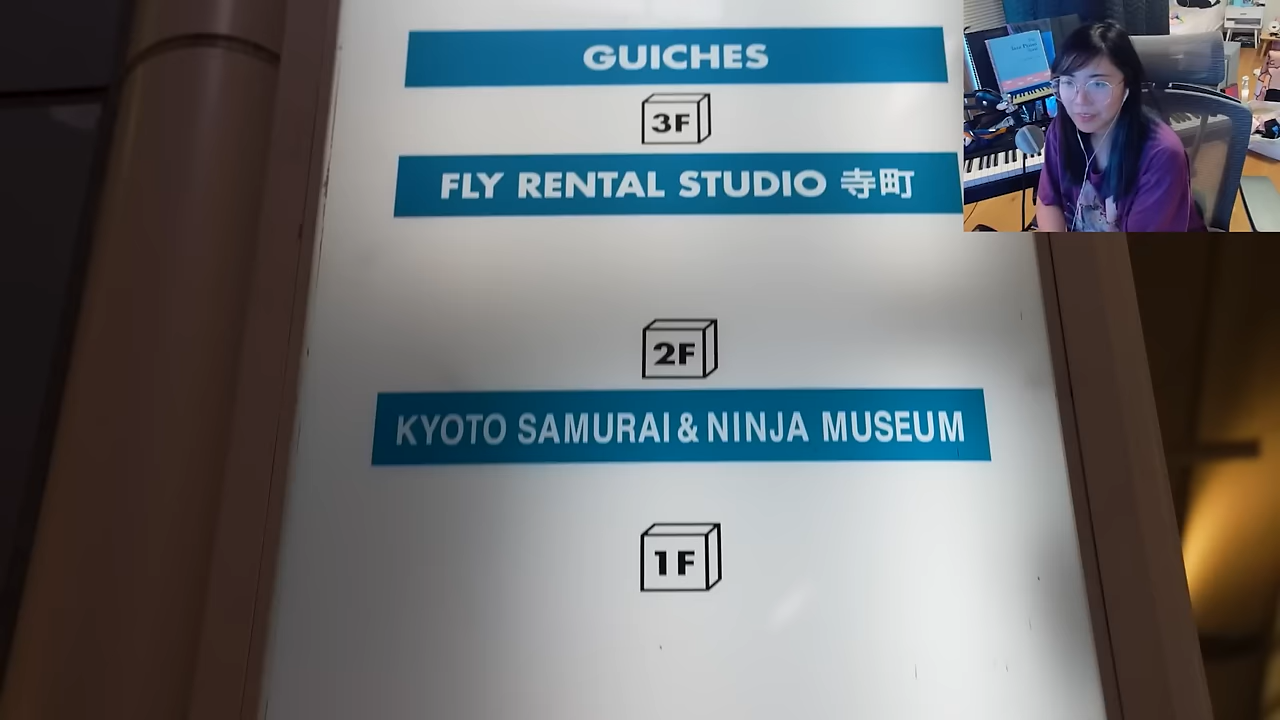 GUICHES
3F
FLY RENTAL STUDIO 寺町
2F
KYOTO SAMURAI & NINJA MUSEUM
1F